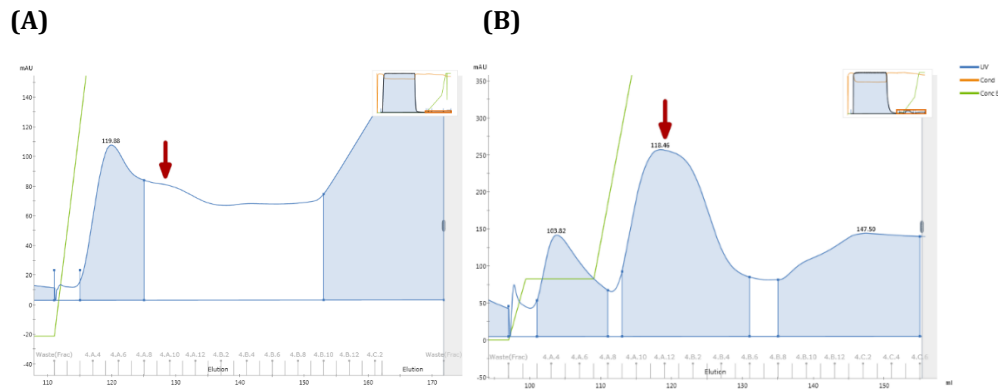 (A)
(B)
mAU
140
120
100
80
60
40
20
0
-20
-40
119.88
Waste(Frac) 4.A.4 4.A.6 4.A.8 4.A.10 4.A.12 4.B.2 4.B.4 4.B.6 4.B.8 4.B.10 4.B.12 4.C.2 Waste(Frac)
Elution Elution
110 120 130 140 150 160 170
mAU
350
300
250
200
150
100
50
0
-50
118.46
103.82
147.50
Waste(Frac) 4.A.4 4.A.6 4.A.8 4.A.10 4.A.12 4.B.2 4.B.4 4.B.6 4.B.8 4.B.10 4.B.12 4.C.2 4.C.4
Elution
100 110 120 130 140 150 ml
UV
Cond
Conc B